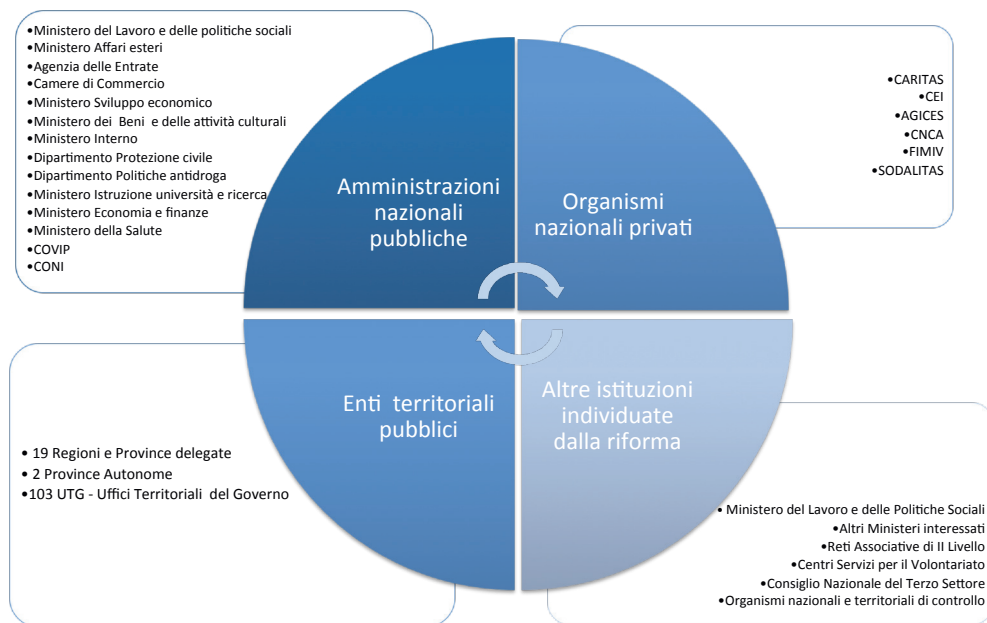 •Ministero del Lavoro e delle politiche sociali
•Ministero Affari esteri
•Agenzia delle Entrate
•Camere di Commercio
•Ministero Sviluppo economico
•Ministero dei Beni e delle attività culturali
•Ministero Interno
•Dipartimento Protezione civile
•Dipartimento Politiche antidroga
•Ministero Istruzione università e ricerca
•Ministero Economia e finanze
•Ministero della Salute
•COVIP
•CONI
Amministrazioni
nazionali
pubbliche
Organismi
nazionali privati
•CARITAS
•CEI
•AGICES
•CNCA
•FIMIV
•SODALITAS
• 19 Regioni e Province delegate
• 2 Province Autonome
•103 UTG - Uffici Territoriali del Governo
Enti territoriali
pubblici
Altre istituzioni
individuate
dalla riforma
• Ministero del Lavoro e delle Politiche Sociali
•Altri Ministeri interessati
•Reti Associative di II Livello
•Centri Servizi per il Volontariato
•Consiglio Nazionale del Terzo Settore
•Organismi nazionali e territoriali di controllo